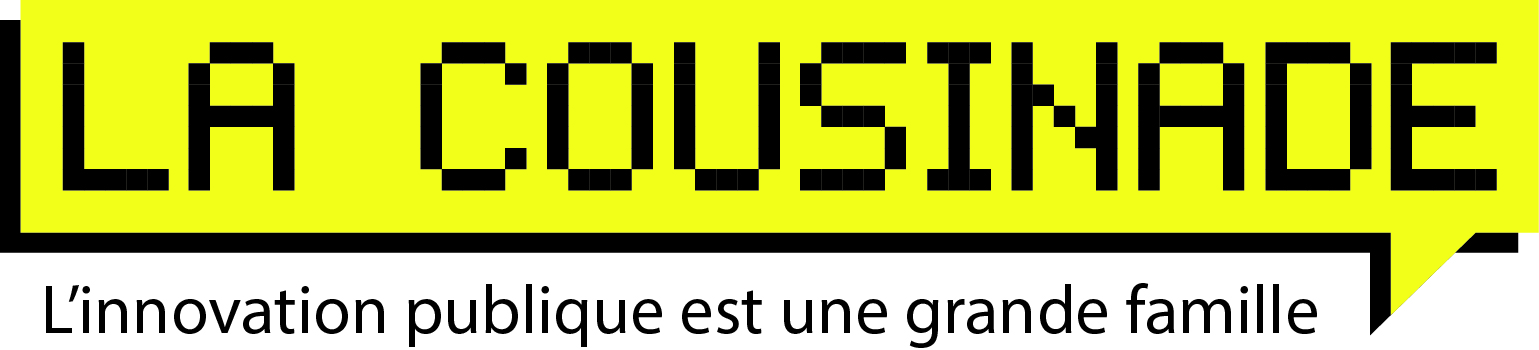 LA COUSINADE
L’innovation publique est une grande famille